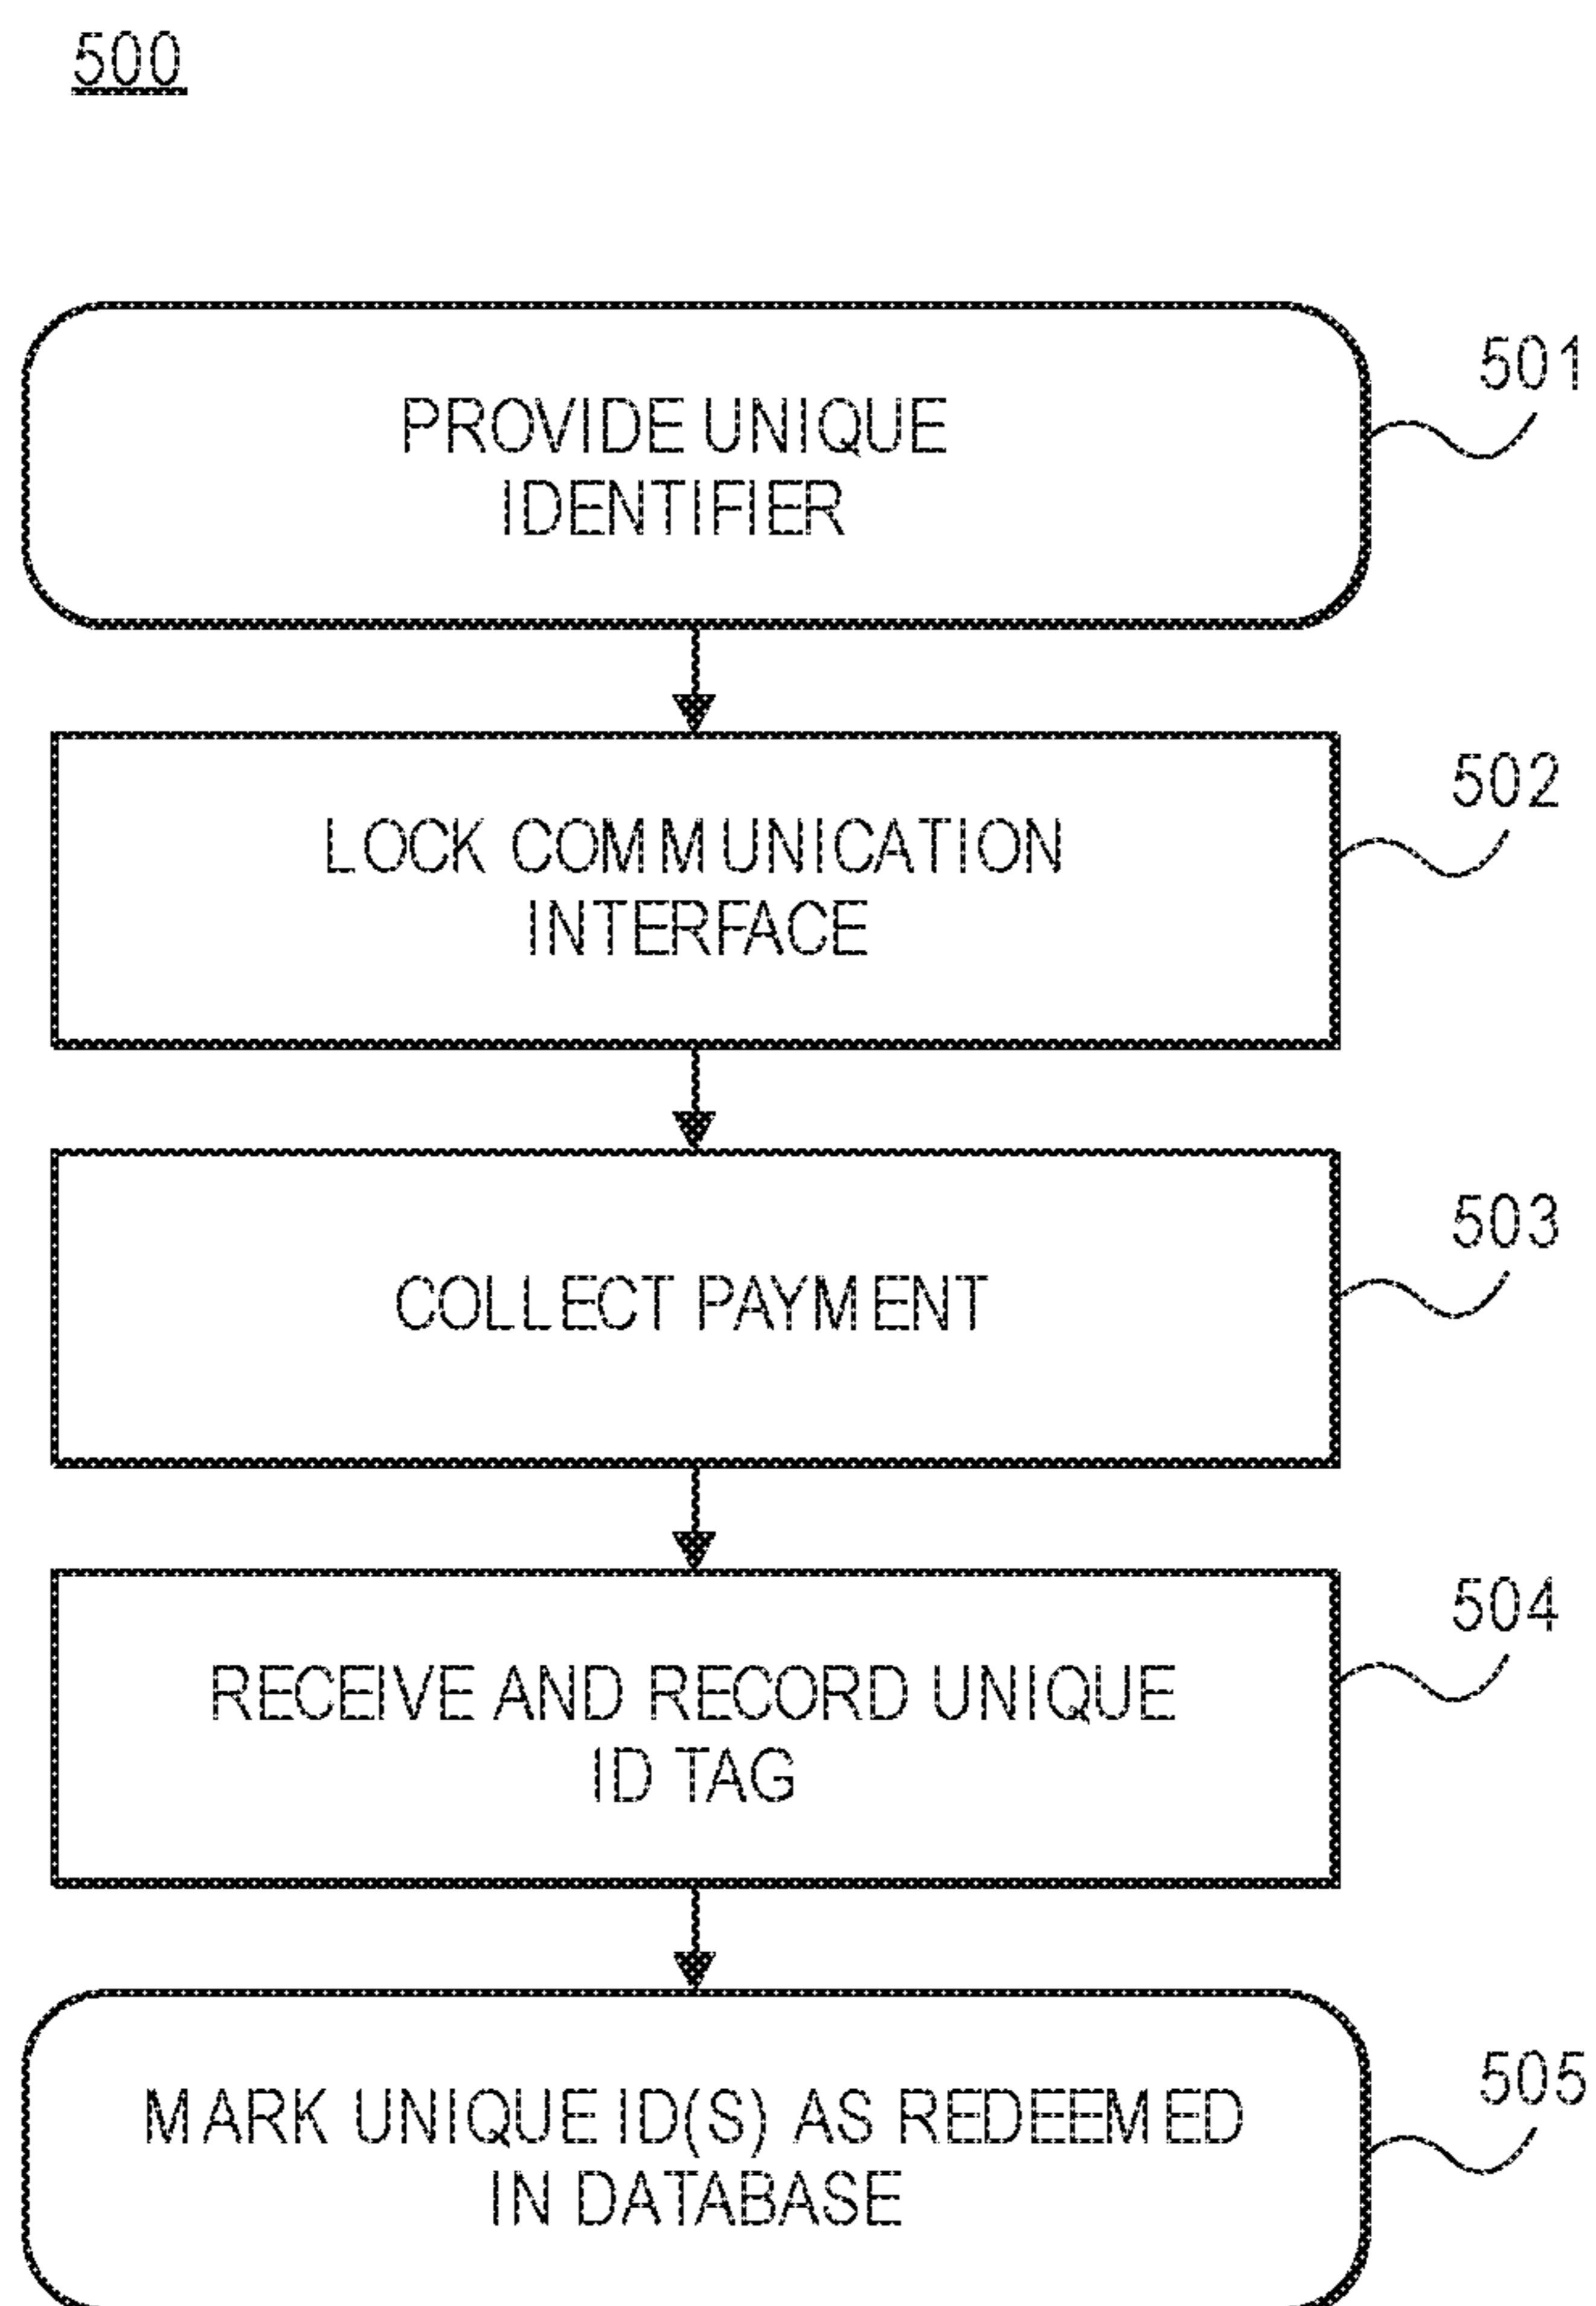 500
PROVIDE UNIQUE
IDENTIFIER
501
LOCK COMMUNICATION
INTERFACE
502
COLLECT PAYMENT
503
RECEIVE AND RECORD UNIQUE
ID TAG
504
MARK UNIQUE ID(S) AS REDEEMED
IN DATABASE
505